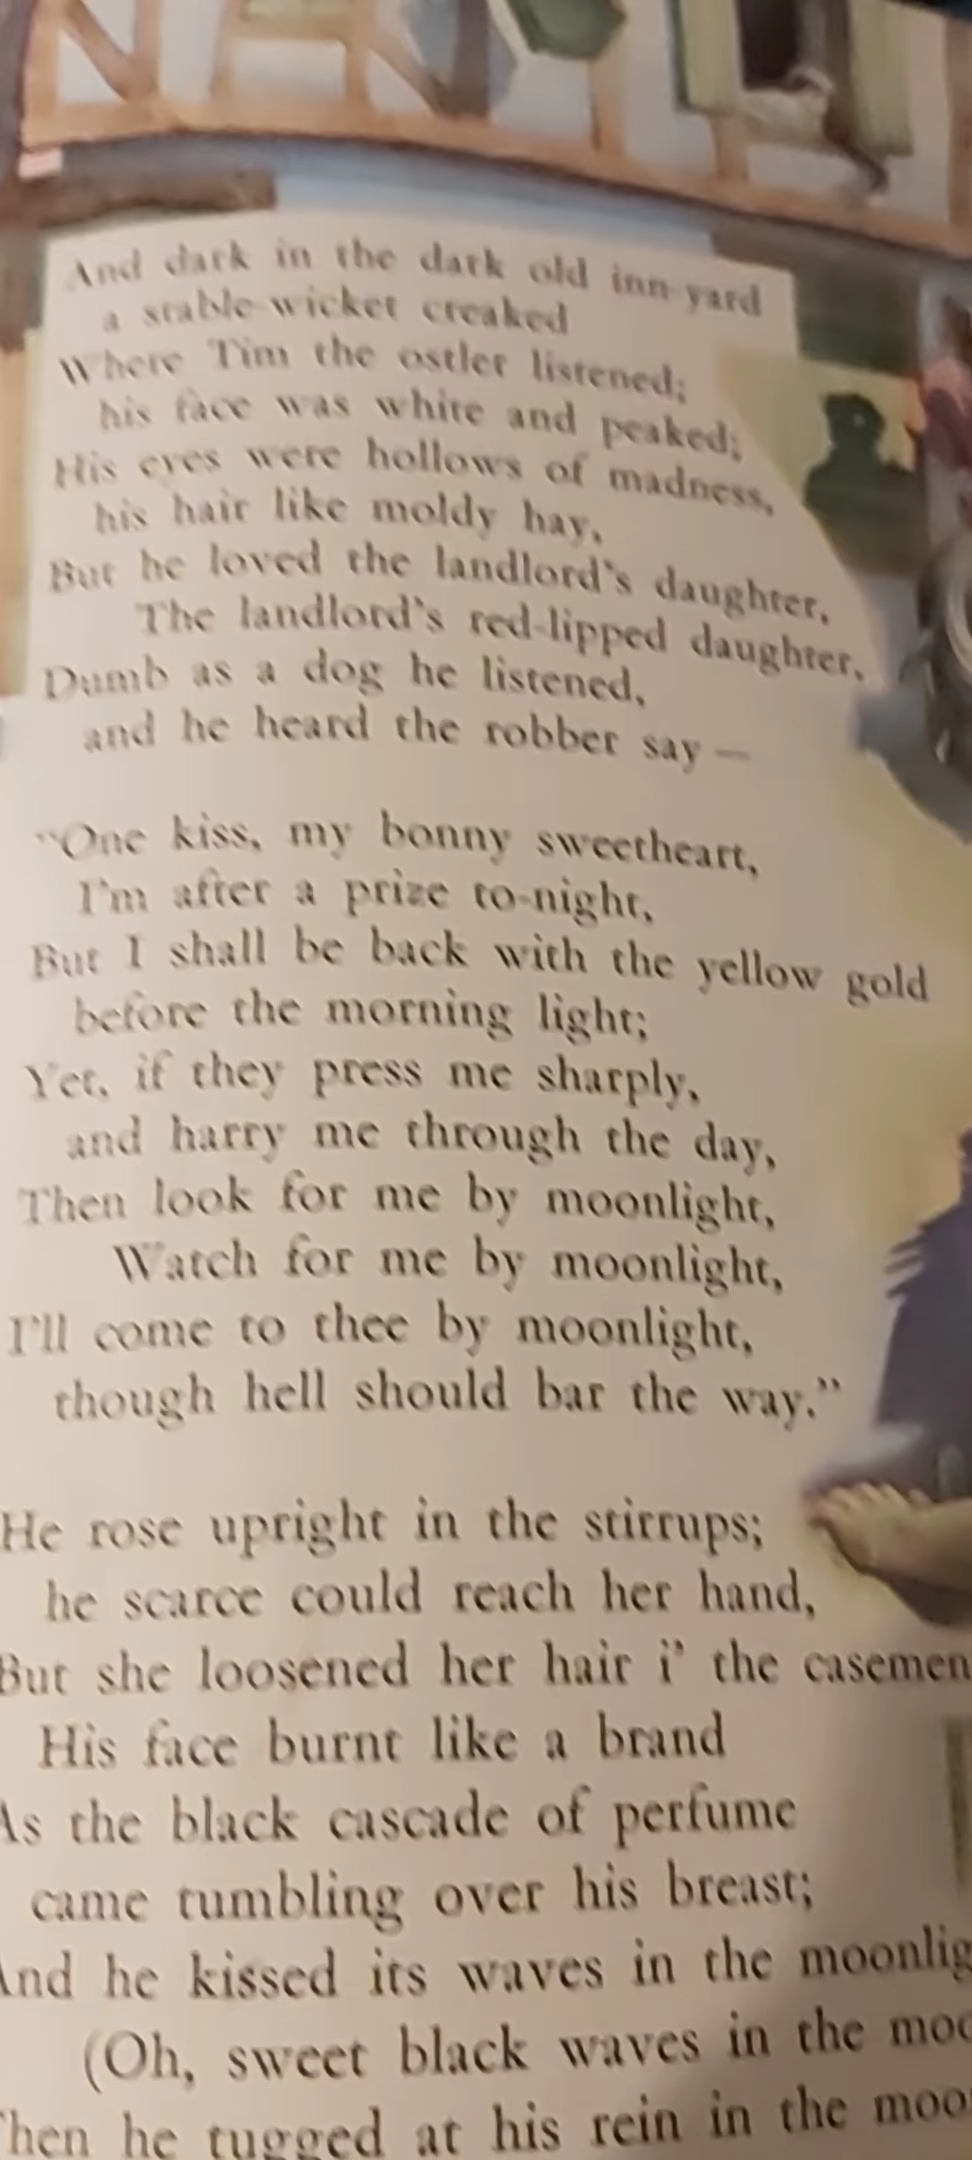 And dark in the dark old inn-yard
a stable-wicket creaked
Where Tim the ostler listened;
his face was white and peaked;
His eyes were hollows of madness,
his hair like moldy hay,
But he loved the landlord's daughter,
The landlord's red-lipped daughter,
Dumb as a dog he listened,
and he heard the robber say —
“One kiss, my bonny sweetheart,
I'm after a prize to-night,
But I shall be back with the yellow gold
before the morning light;
Yet, if they press me sharply,
and harry me through the day,
Then look for me by moonlight,
Watch for me by moonlight,
I'll come to thee by moonlight,
though hell should bar the way.”
He rose upright in the stirrups;
he scarce could reach her hand,
But she loosened her hair i' the
His face burnt like a brand
As the black cascade of perfume
came tumbling over his breast;
And he kissed its waves in the
(Oh, sweet black waves in the
he tugged at his rein in the